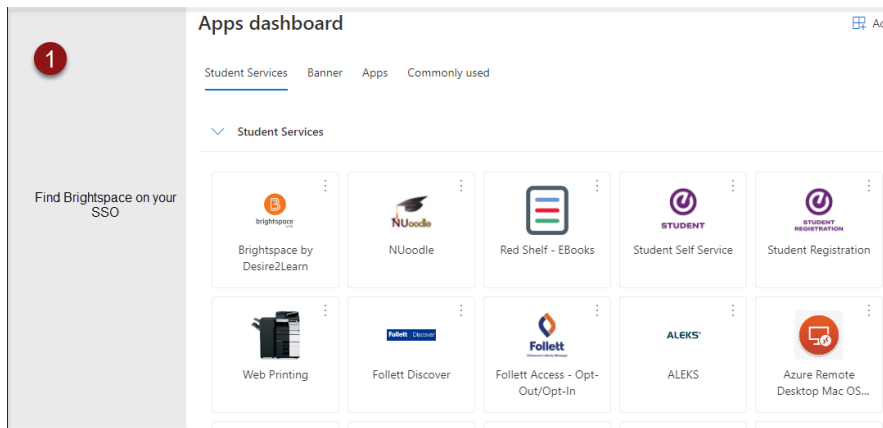 Apps dashboard
Ad
1
Student Services Banner Apps Commonly used
Student Services
Find Brightspace on your
SSO
B
brightspace
NUoodle
STUDENT
STUDENT
REGISTRATION
Brightspace by
Desire2Learn
NUoodle
Red Shelf - EBooks
Student Self Service
Student Registration
Follett Discover
Follett
ALEKS
Web Printing
Follett Discover
Follett Access - Opt-
Out/Opt-In
ALEKS
Azure Remote
Desktop Mac OS...